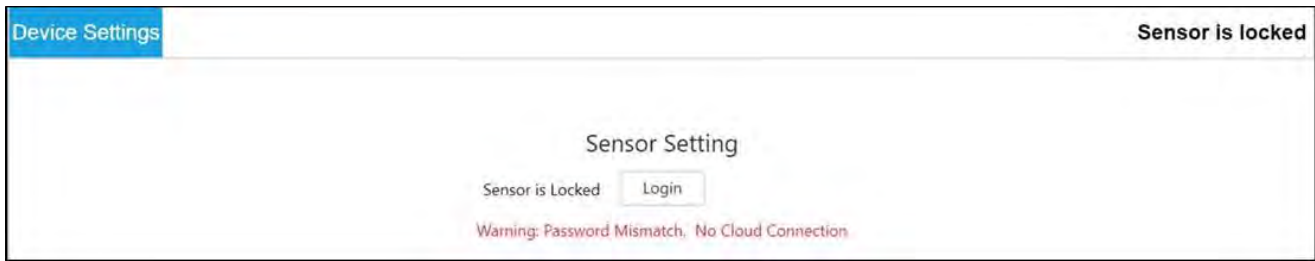 Device Settings
Sensor is locked
Sensor Setting
Sensor is Locked
Login
Warning: Password Mismatch. No Cloud Connection